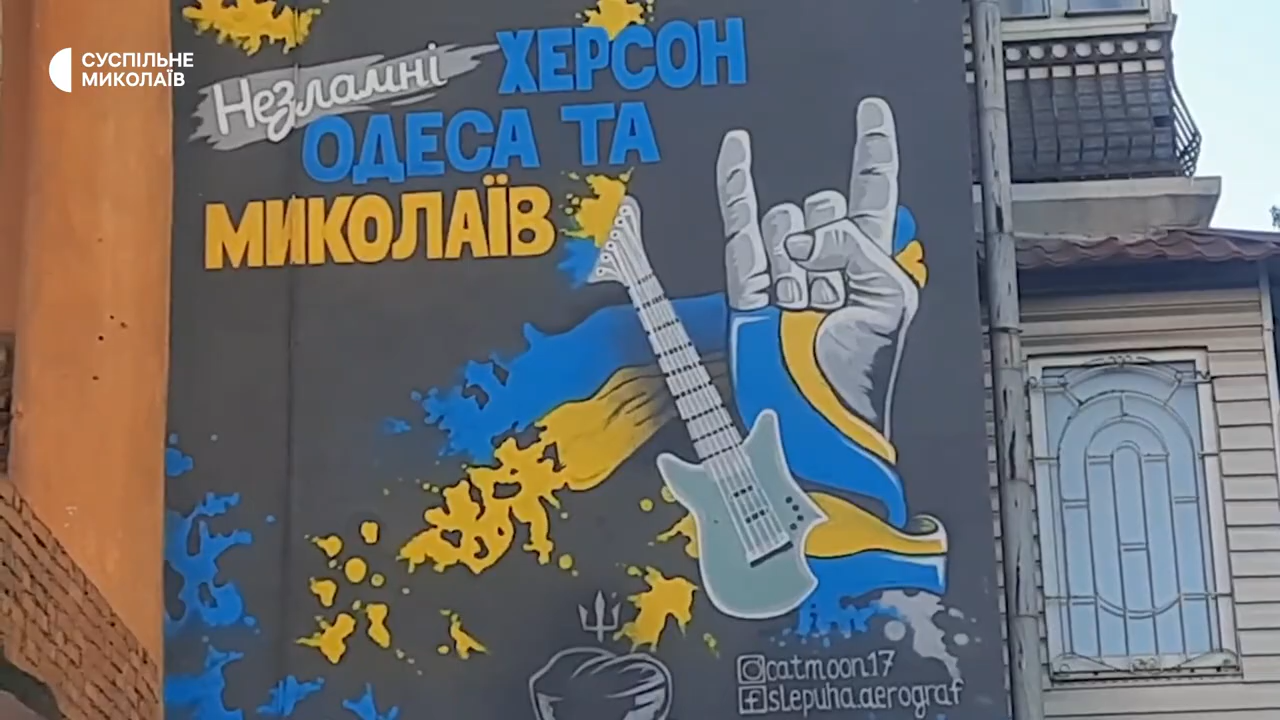 СУСПІЛЬНЕ
МИКОЛАЇВ
Незламні ХЕРСОН
ОДЕСА ТА
МИКОЛАЇВ
catmoon17
slepuha.aerograf